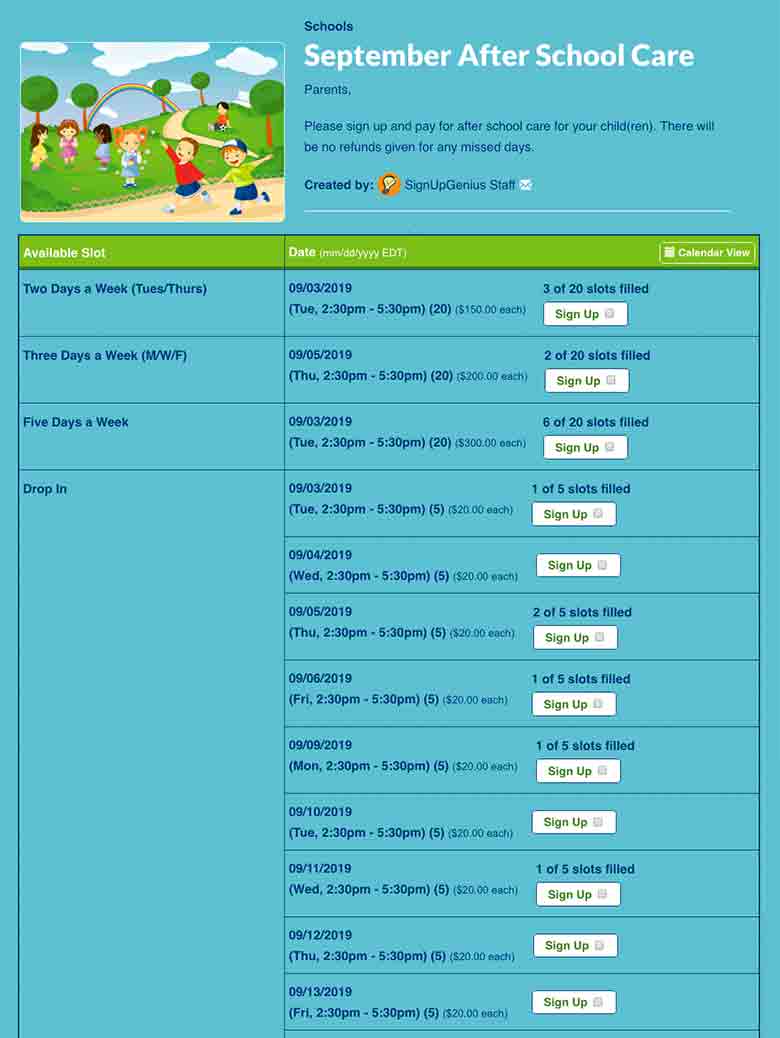 Schools
September After School Care
Parents,
Please sign up and pay for after school care for your child(ren). There will
be no refunds given for any missed days.
Created by: SignUpGenius Staff
Available Slot
Date (mm/dd/yyyy EDT)
Calendar View
Two Days a Week (Tues/Thurs)
09/03/2019
(Tue, 2:30pm - 5:30pm) (20) ($150.00 each)
3 of 20 slots filled
Sign Up
Three Days a Week (M/W/F)
09/05/2019
(Thu, 2:30pm - 5:30pm) (20) ($200.00 each)
2 of 20 slots filled
Sign Up
Five Days a Week
09/03/2019
(Tue, 2:30pm - 5:30pm) (20) ($300.00 each)
6 of 20 slots filled
Sign Up
Drop In
09/03/2019
(Tue, 2:30pm - 5:30pm) (5) ($20.00 each)
1 of 5 slots filled
Sign Up
09/04/2019
(Wed, 2:30pm - 5:30pm) (5) ($20.00 each)
Sign Up
09/05/2019
(Thu, 2:30pm - 5:30pm) (5) ($20.00 each)
2 of 5 slots filled
Sign Up
09/06/2019
(Fri, 2:30pm - 5:30pm) (5) ($20.00 each)
1 of 5 slots filled
Sign Up
09/09/2019
(Mon, 2:30pm - 5:30pm) (5) ($20.00 each)
1 of 5 slots filled
Sign Up
09/10/2019
(Tue, 2:30pm - 5:30pm) (5) ($20.00 each)
Sign Up
09/11/2019
(Wed, 2:30pm - 5:30pm) (5) ($20.00 each)
1 of 5 slots filled
Sign Up
09/12/2019
(Thu, 2:30pm - 5:30pm) (5) ($20.00 each)
Sign Up
09/13/2019
(Fri, 2:30pm - 5:30pm) (5) ($20.00 each)
Sign Up